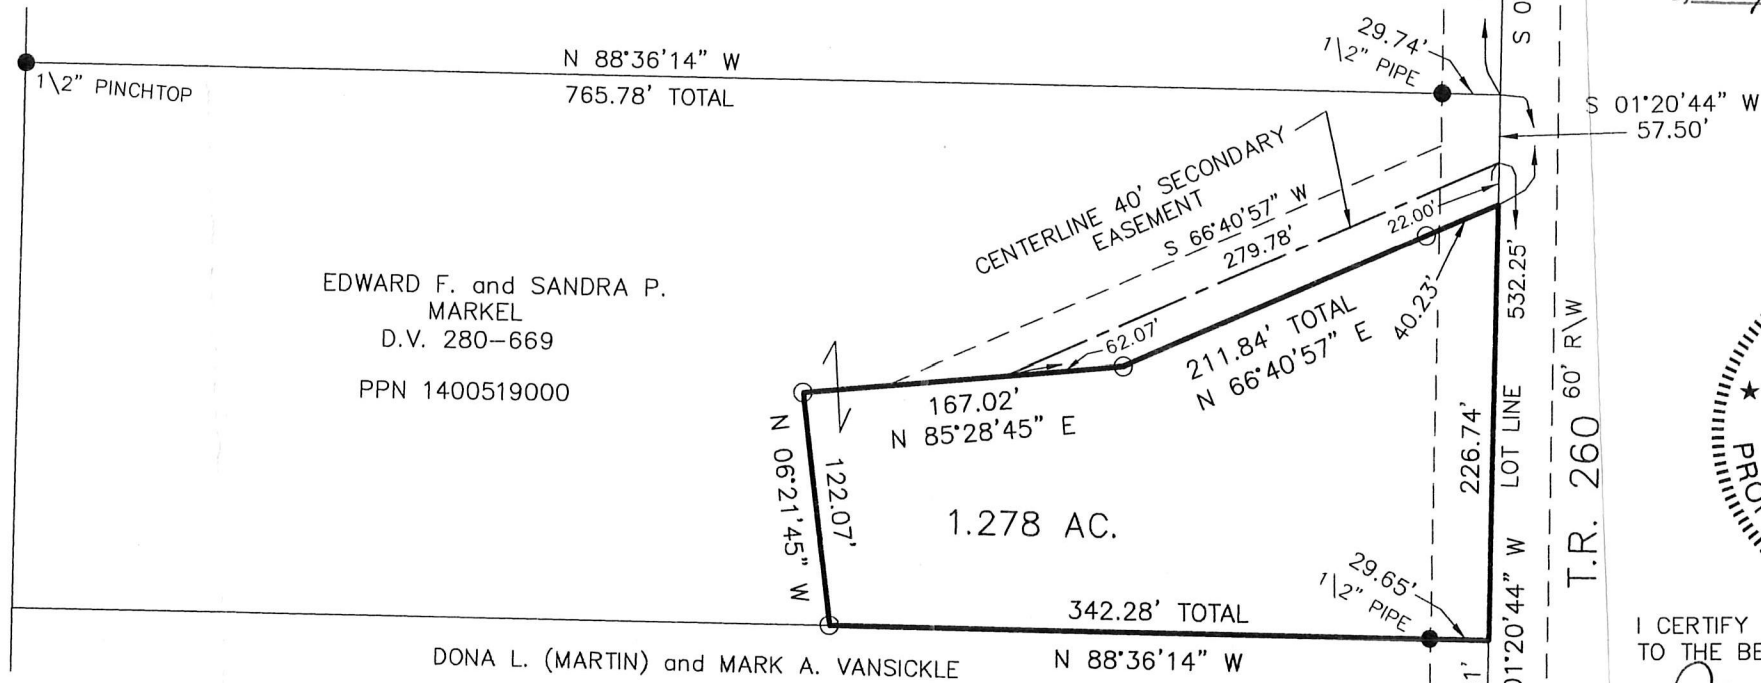 N 88°36'14" W
765.78' TOTAL
1\2" PINCHTOP
29.74'
1\2" PIPE
S 0
S 01°20'44" W
57.50'
CENTERLINE 40' SECONDARY
EASEMENT
S 66°40'57" W
279.78'
22.00'
532.25'
EDWARD F. and SANDRA P.
MARKEL
D.V. 280-669
PPN 1400519000
62.07'
211.84' TOTAL
N 66°40'57" E
40.23'
167.02'
N 85°28'45" E
N 06°21'45" W
122.07'
1.278 AC.
226.74'
LOT LINE
01°20'44" W
1'
T.R. 260
60' R\W
★ PRO
29.65'
1\2" PIPE
342.28' TOTAL
N 88°36'14" W
DONA L. (MARTIN) and MARK A. VANSICKLE
I CERTIFY
TO THE BE